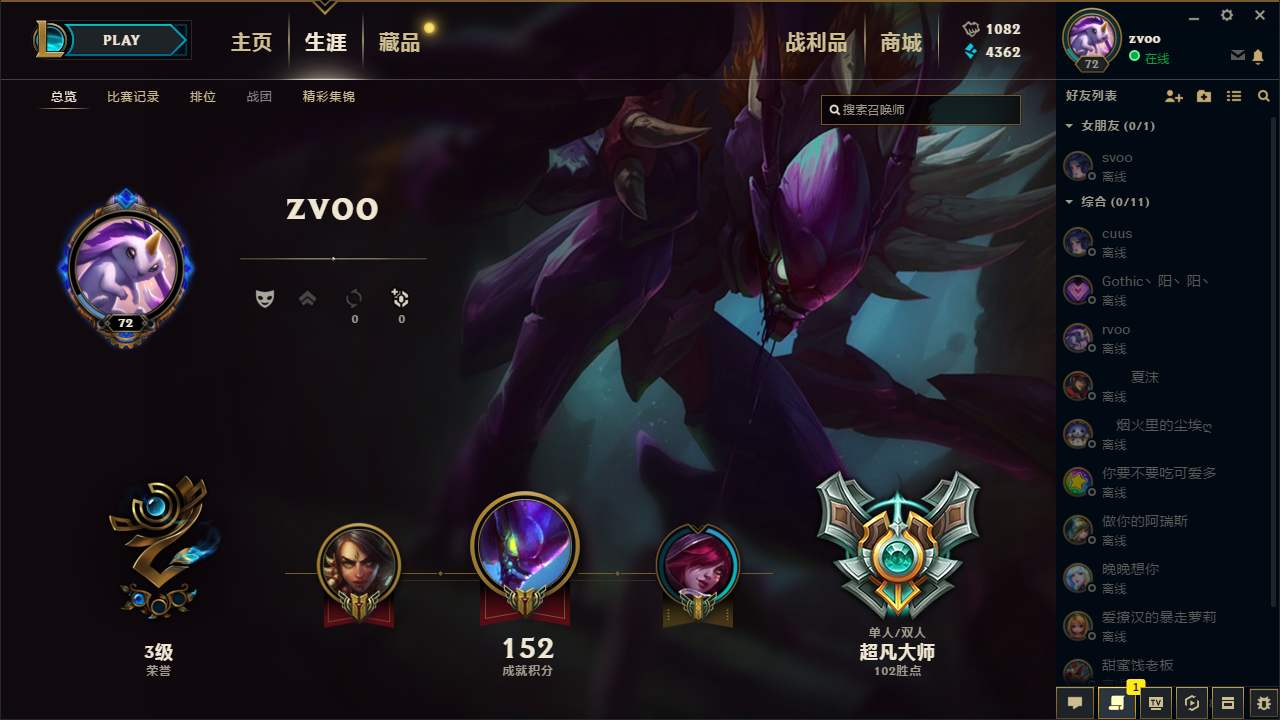 PLAY
主页
生涯
藏品
战利品
商城
1082
4362
zvoo
在线
72
总览
比赛记录
排位
战团
精彩集锦
搜索召唤师
好友列表
女朋友 (0/1)
svoo
离线
综合 (0/11)
cuus
离线
Gothic丶阳丶阳丶
离线
rvoo
离线
夏沫
离线
烟火里的尘埃ღ
离线
你要不要吃可爱多
离线
做你的阿瑞斯
离线
晚晚想你
离线
爱擦汉的暴走萝莉
离线
甜蜜饯老板
zvoo
72
0
0
3级
荣誉
152
成就积分
单人/双人
超凡大师
102胜点
1
TV